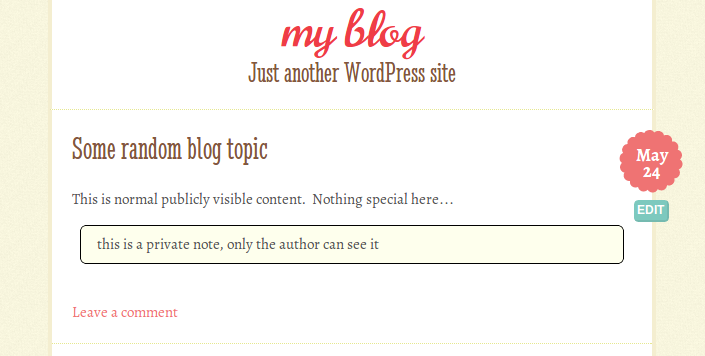 my blog
Just another WordPress site
Some random blog topic
May
24
EDIT
This is normal publicly visible content.  Nothing special here...
this is a private note, only the author can see it
Leave a comment